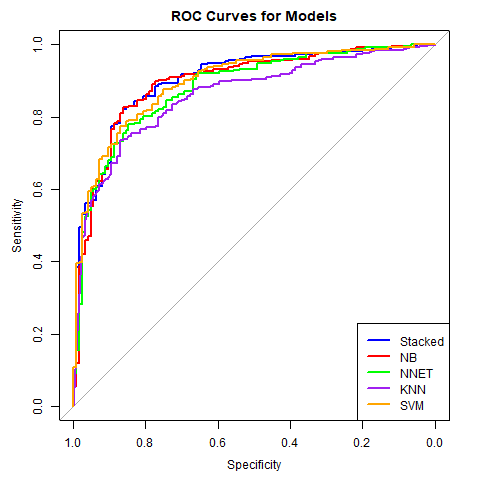 ROC Curves for Models
Sensitivity
1.0
0.8
0.6
0.4
0.2
0.0
Stacked
NB
NNET
KNN
SVM
1.0 0.8 0.6 0.4 0.2 0.0
Specificity